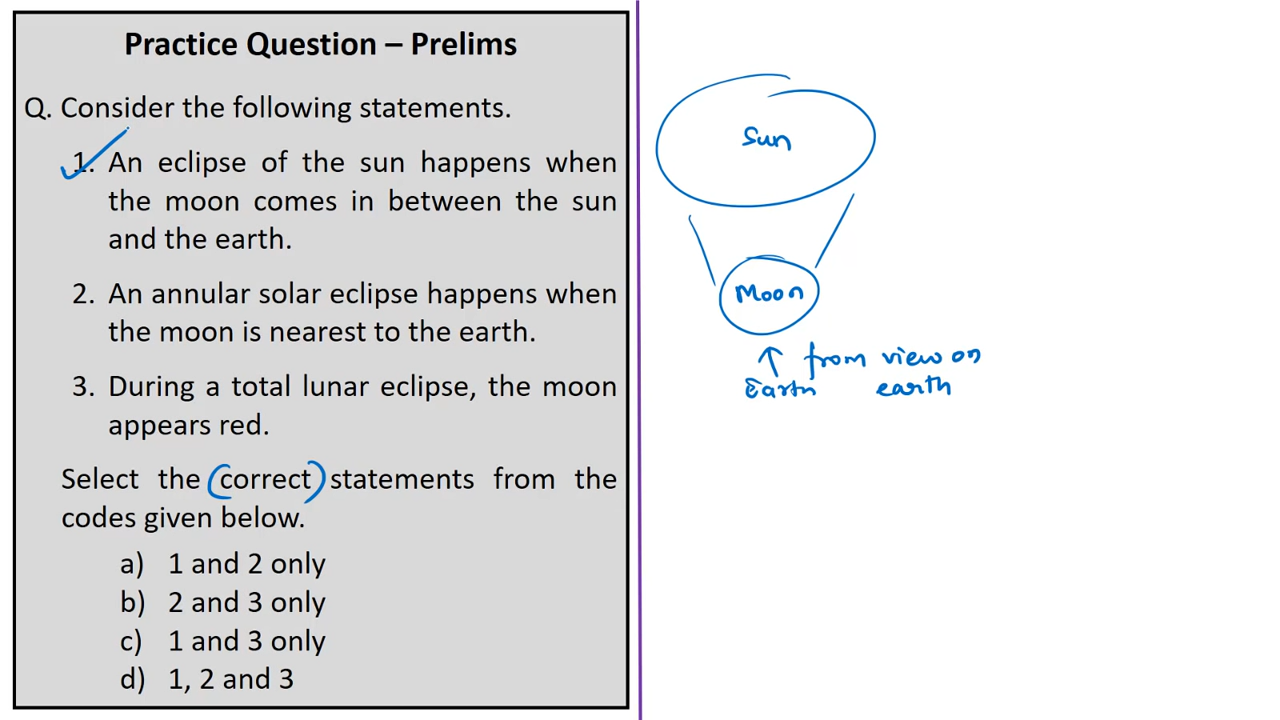 Practice Question – Prelims
Q. Consider the following statements.
1. An eclipse of the sun happens when
the moon comes in between the sun
and the earth.
2. An annular solar eclipse happens when
the moon is nearest to the earth.
3. During a total lunar eclipse, the moon
appears red.
Select the (correct) statements from the
codes given below.
a) 1 and 2 only
b) 2 and 3 only
c) 1 and 3 only
d) 1, 2 and 3
Sun
Moon
↑ from view on
Earth earth